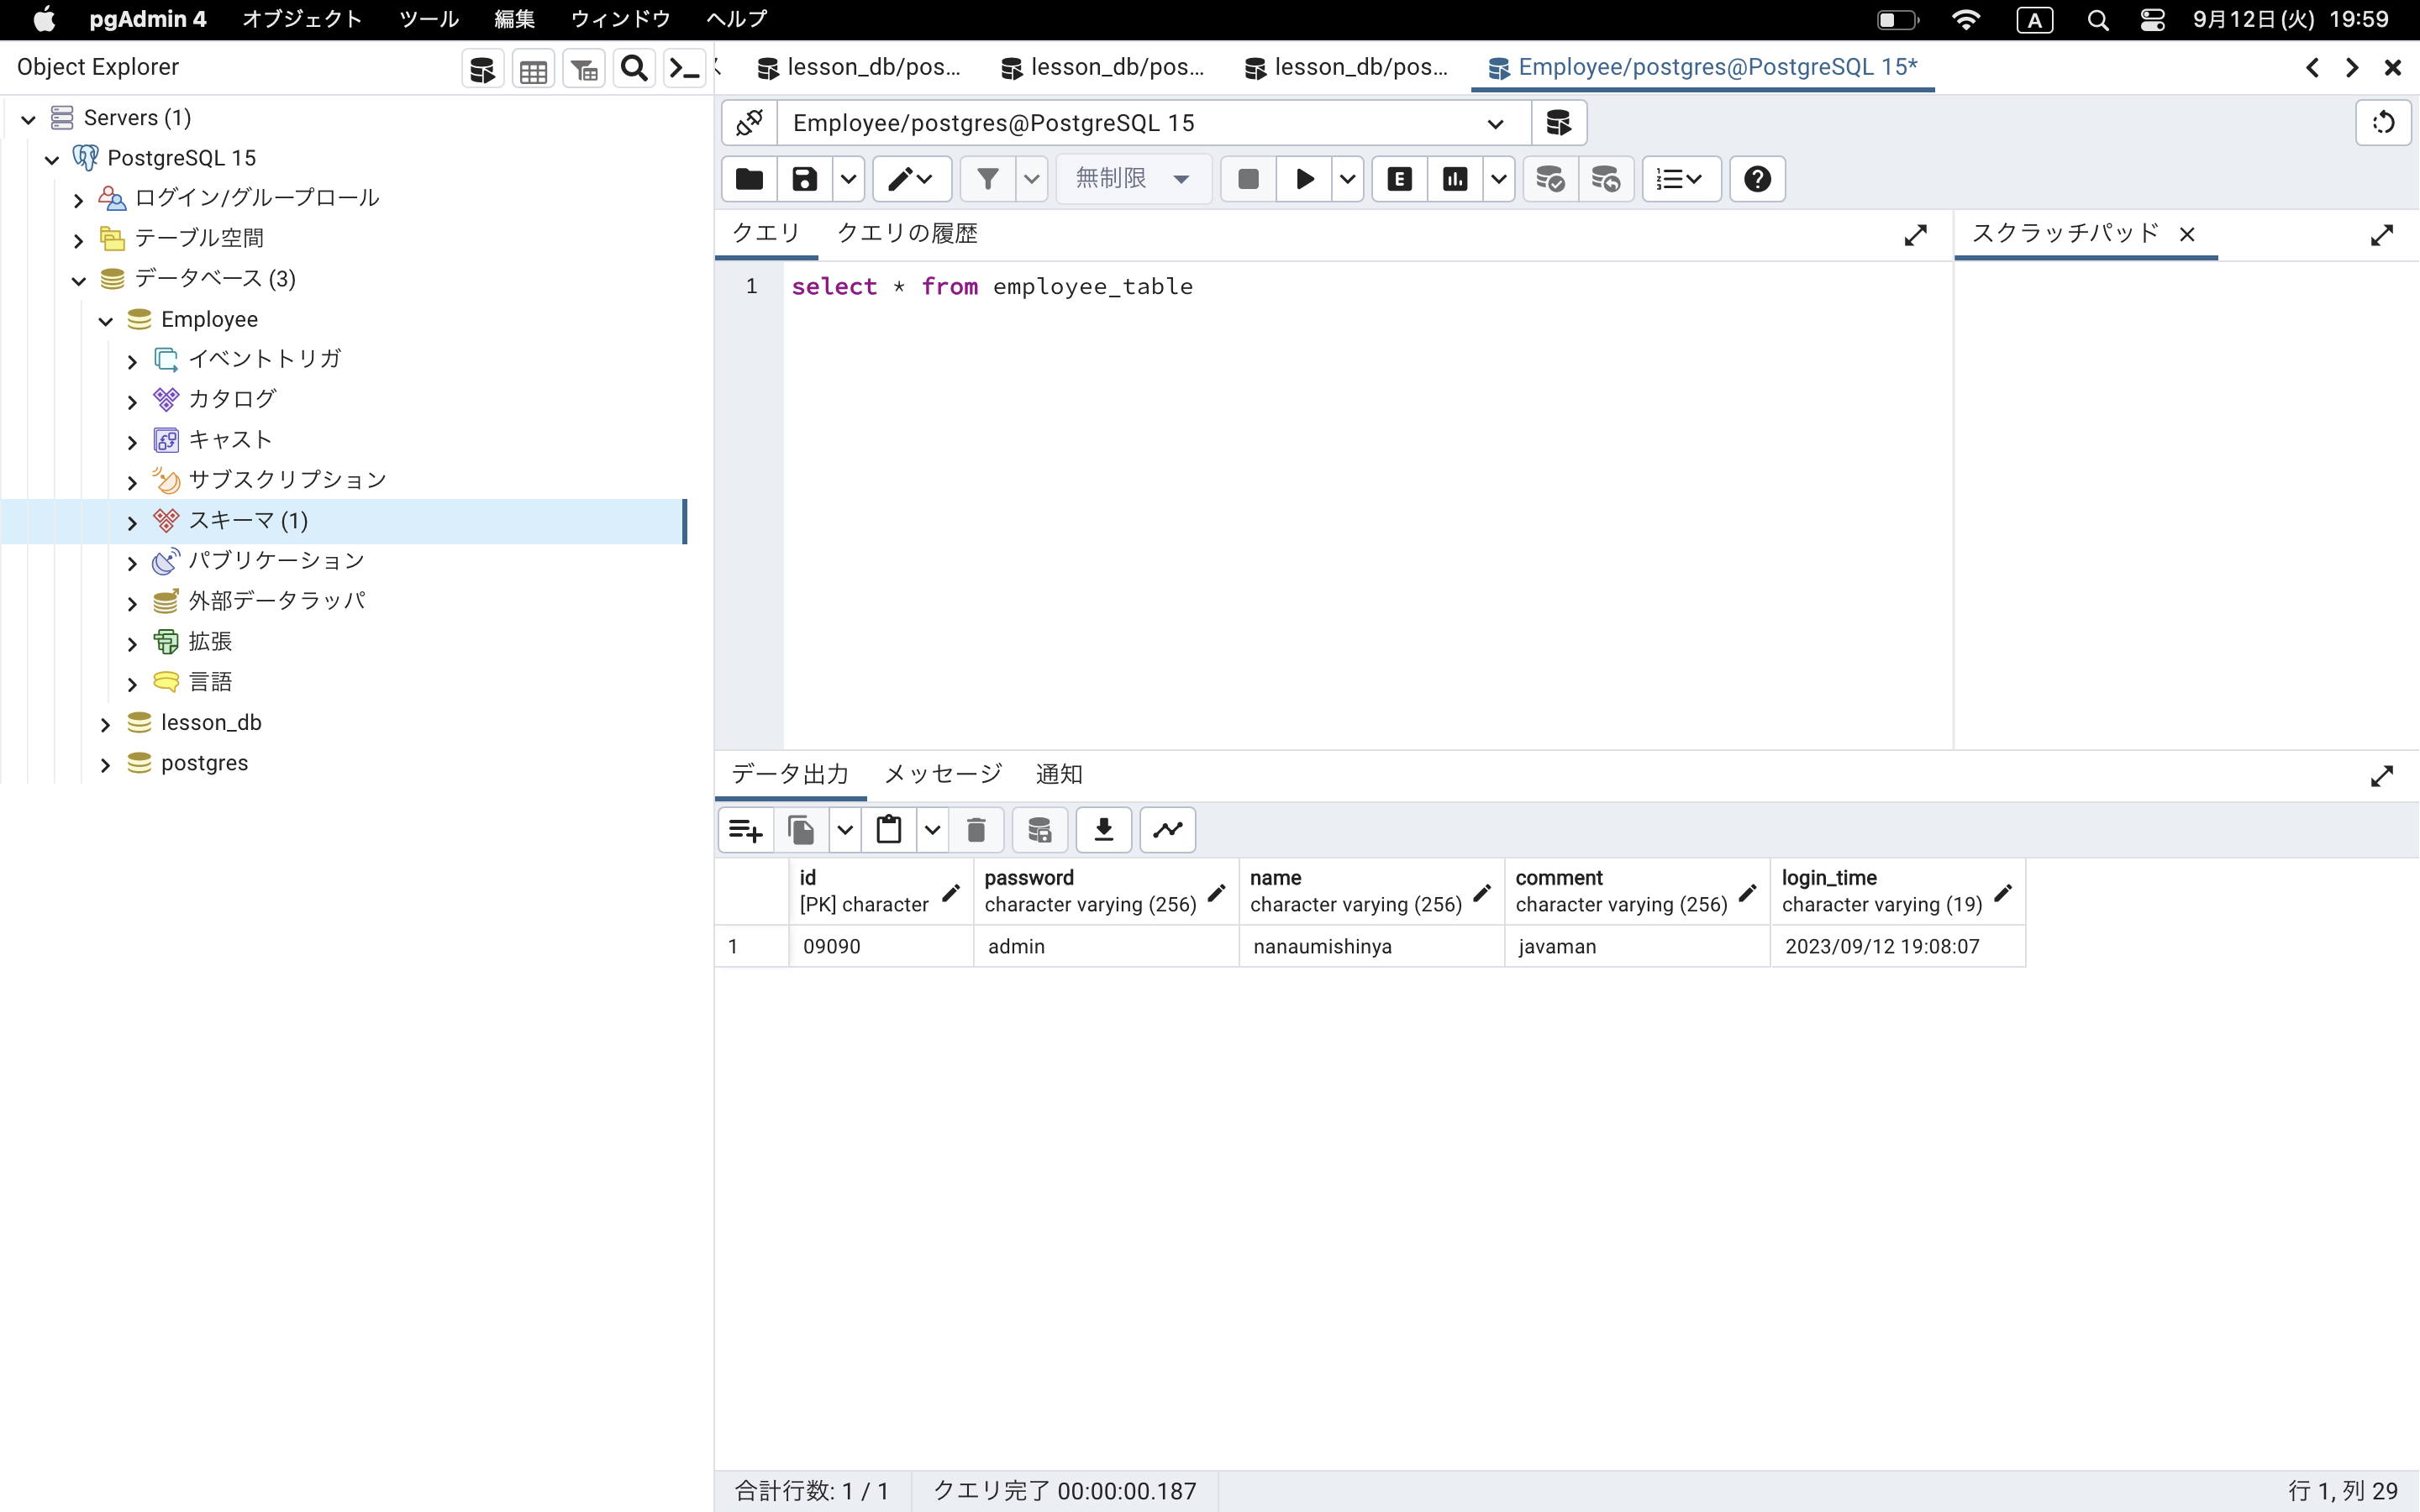 pgAdmin 4 オブジェクト ツール 編集 ウィンドウ ヘルプ A 9月12日(火) 19:59
Object Explorer
lesson_db/pos... lesson_db/pos... lesson_db/pos... Employee/postgres@PostgreSQL 15*
Servers (1)
PostgreSQL 15
ログイン/グループロール
テーブル空間
データベース (3)
Employee
イベントトリガ
カタログ
キャスト
サブスクリプション
スキーマ (1)
パブリケーション
外部データラッパ
拡張
言語
lesson_db
postgres
Employee/postgres@PostgreSQL 15
無制限 E
クエリ クエリの履歴 スクラッチパッド
1 select * from employee_table
データ出力 メッセージ 通知
id password name comment login_time
[PK] character character varying (256) character varying (256) character varying (256) character varying (19)
1 09090 admin nanaumishinya javaman 2023/09/12 19:08:07
合計行数: 1 / 1 クエリ完了 00:00:00.187 行 1, 列 29